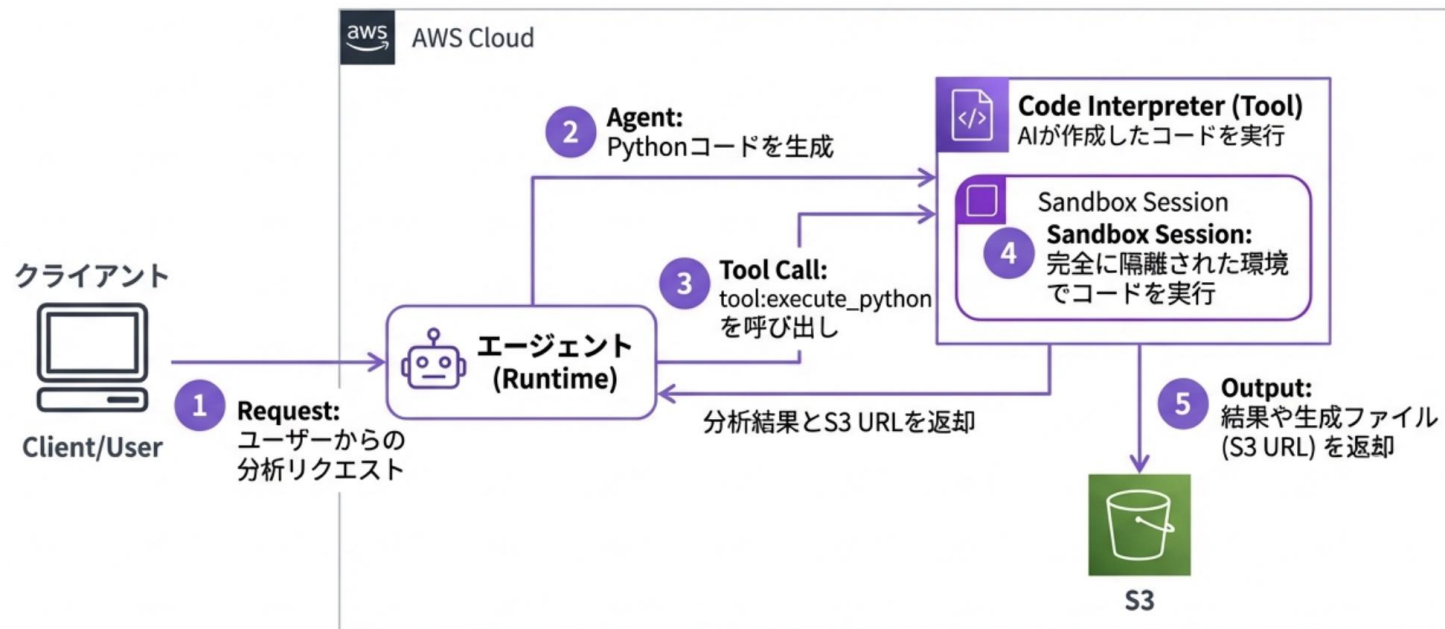 aws
AWS Cloud
2
Agent:
Pythonコードを生成
</>
Code Interpreter (Tool)
AIが作成したコードを実行
Sandbox Session
4
Sandbox Session:
完全に隔離された環境
でコードを実行
3
Tool Call:
tool:execute_python
を呼び出し
クライアント
Client/User
1
Request:
ユーザーからの
分析リクエスト
エージェント
(Runtime)
分析結果とS3 URLを返却
5
Output:
結果や生成ファイル
(S3 URL) を返却
S3